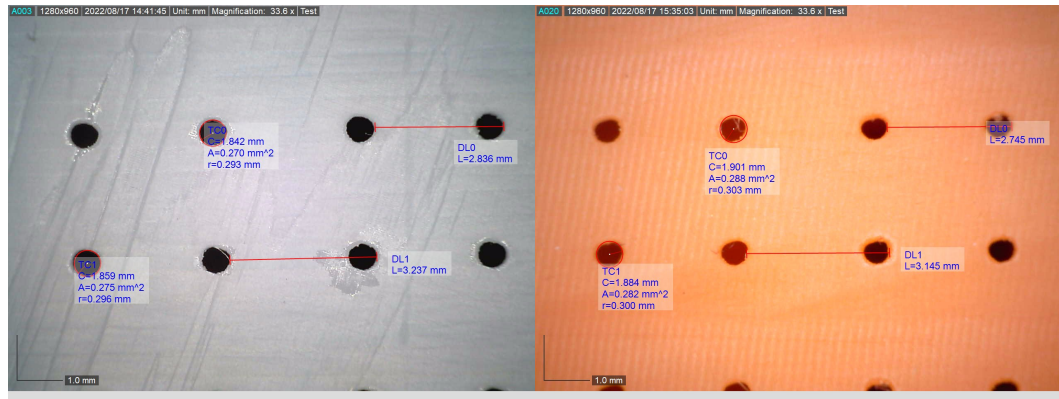 A003 1280x960 2022/08/17 14:41:45 Unit: mm Magnification: 33.6 x Test
TC0
C=1.842 mm
A=0.270 mm^2
r=0.293 mm
DL0
L=2.836 mm
TC1
C=1.859 mm
A=0.275 mm^2
r=0.296 mm
DL1
L=3.237 mm
1.0 mm
A020 1280x960 2022/08/17 15:35:03 Unit: mm Magnification: 33.6 x Test
TC0
C=1.901 mm
A=0.288 mm^2
r=0.303 mm
DL0
L=2.745 mm
TC1
C=1.884 mm
A=0.282 mm^2
r=0.300 mm
DL1
L=3.145 mm
1.0 mm